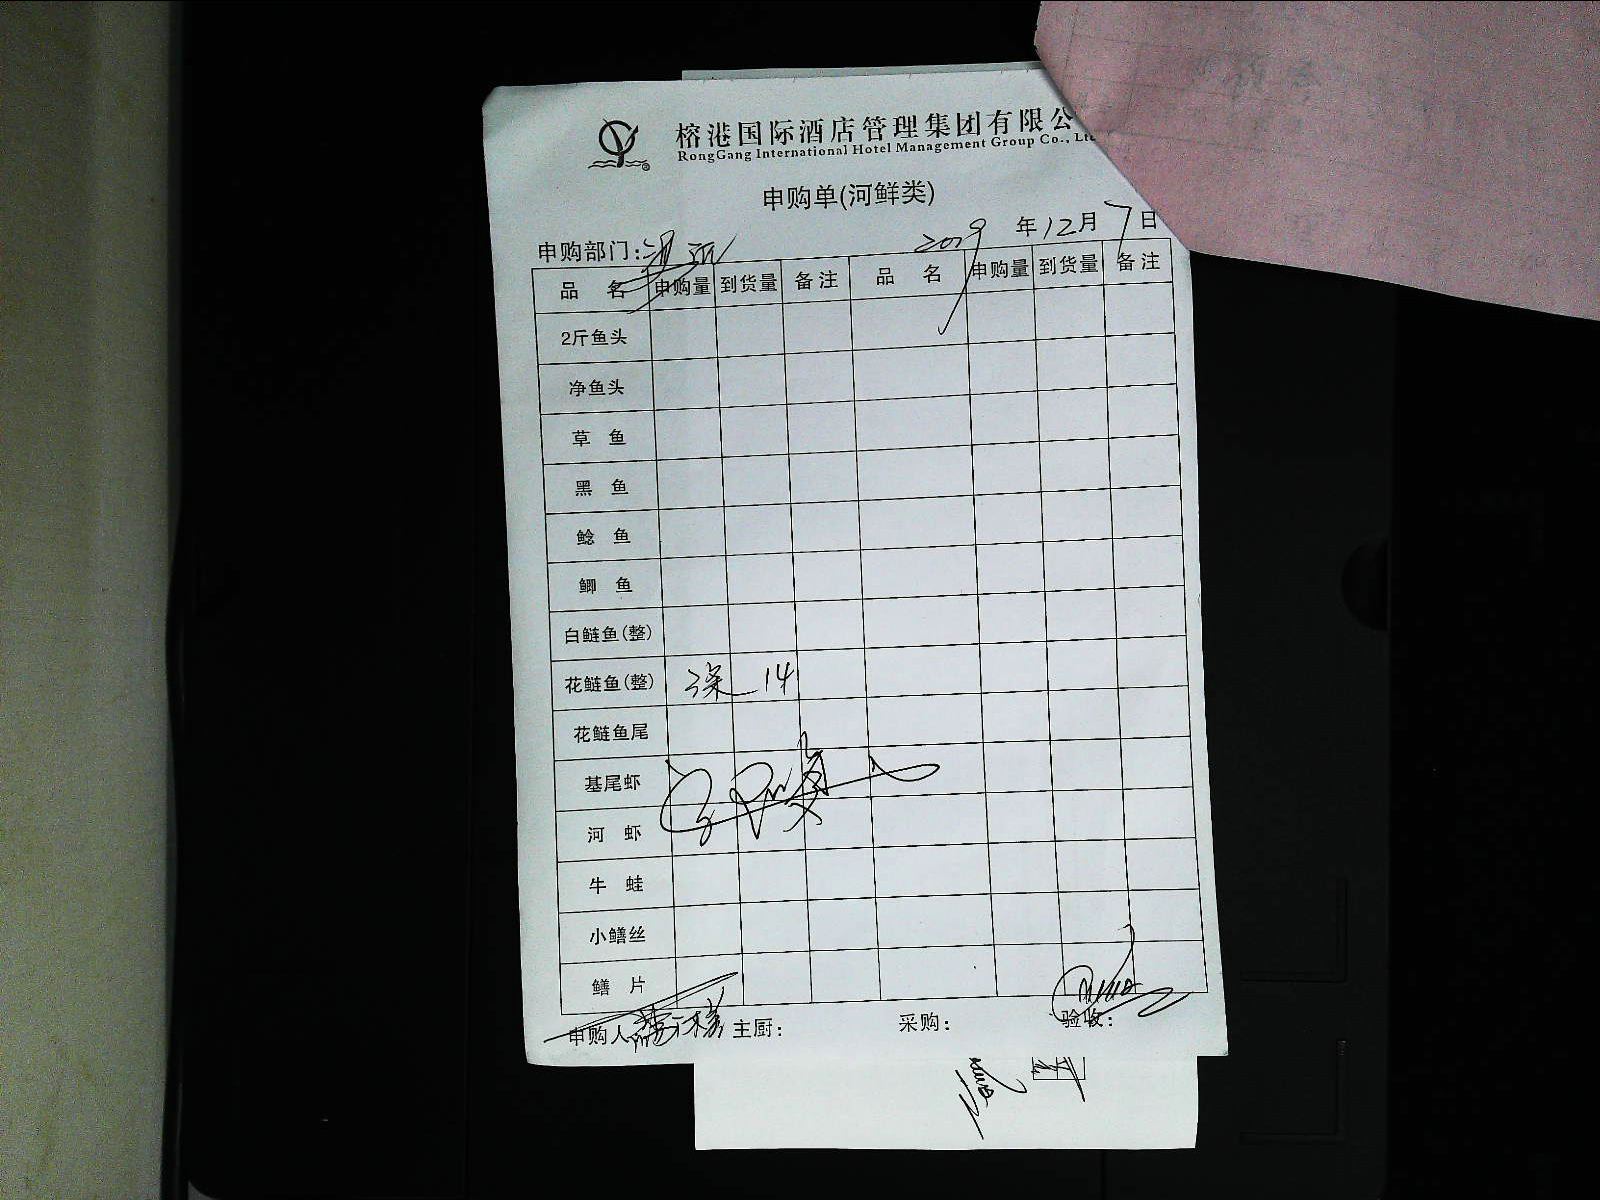 榕港国际酒店管理集团有限公
RongGang International Hotel Management Group Co., Ltd
申购单(河鲜类)
2019年12月7日
申购部门:
品 名 申购量 到货量 备注 品 名 申购量 到货量 备注
2斤鱼头
净鱼头
草 鱼
黑 鱼
鲶 鱼
鲫 鱼
白鲢鱼(整)
花鲢鱼(整) 14
花鲢鱼尾
基尾虾
河 虾
牛 蛙
小鳝丝
鳝 片
申购人 主厨: 采购: 验收: